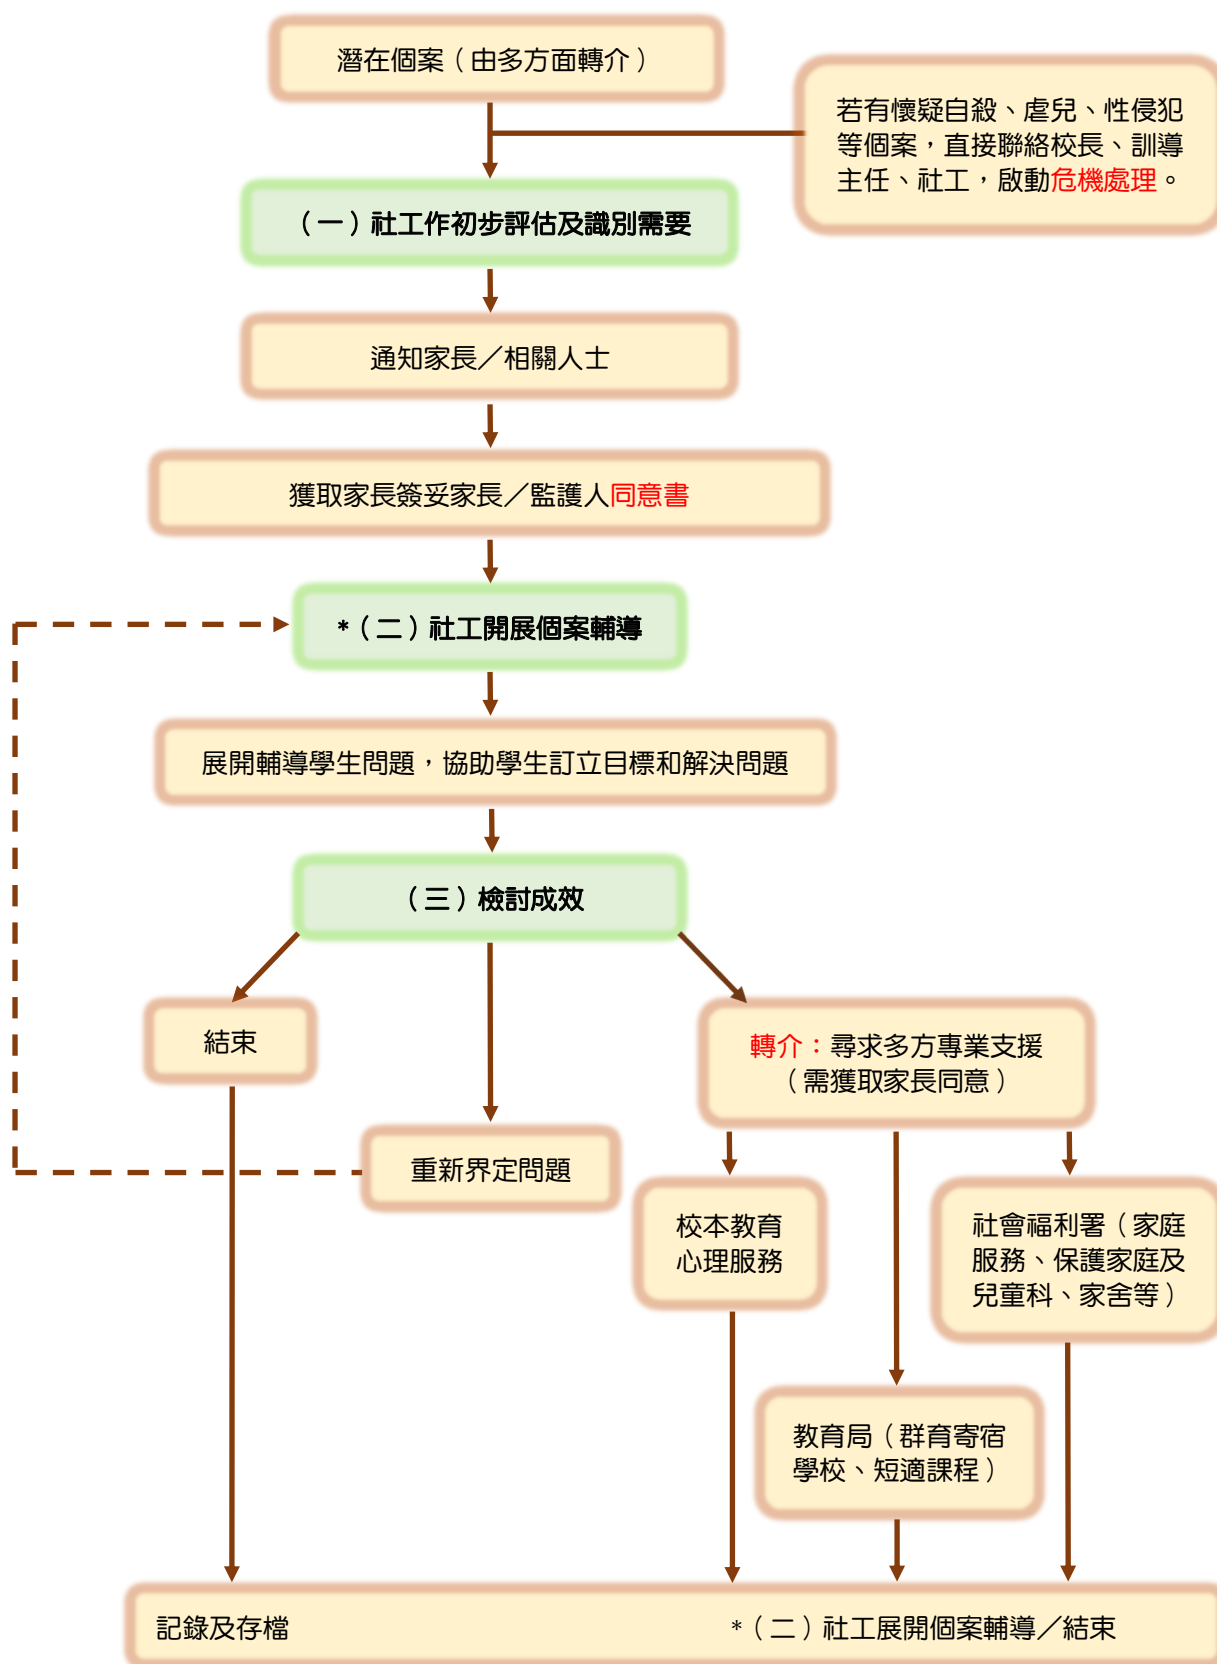 潛在個案（由多方面轉介）
若有懷疑自殺、虐兒、性侵犯
等個案，直接聯絡校長、訓導
主任、社工，啟動危機處理。
（一）社工作初步評估及識別需要
通知家長／相關人士
獲取家長簽妥家長／監護人同意書
*（二）社工開展個案輔導
展開輔導學生問題，協助學生訂立目標和解決問題
（三）檢討成效
結束
轉介：尋求多方專業支援
（需獲取家長同意）
重新界定問題
校本教育
心理服務
社會福利署（家庭
服務、保護家庭及
兒童科、家舍等）
教育局（群育寄宿
學校、短適課程）
記錄及存檔
*（二）社工展開個案輔導／結束